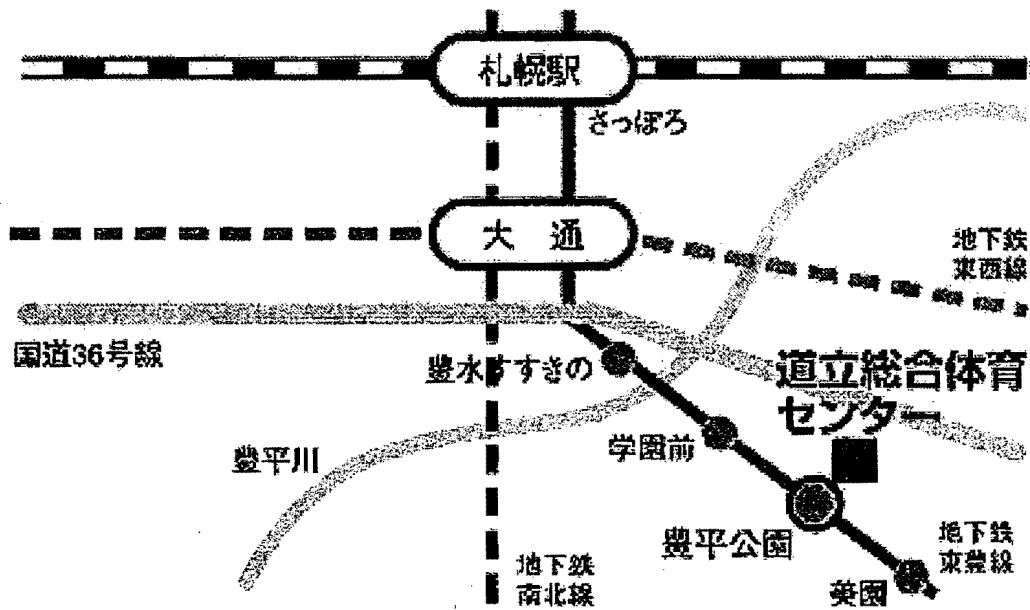 札幌駅
さっぽろ
大通
地下鉄
東西線
国道36号線
豊水すすきの
道立総合体育
センター
学園前
豊平川
豊平公園
地下鉄
東豊線
地下鉄
南北線
美園